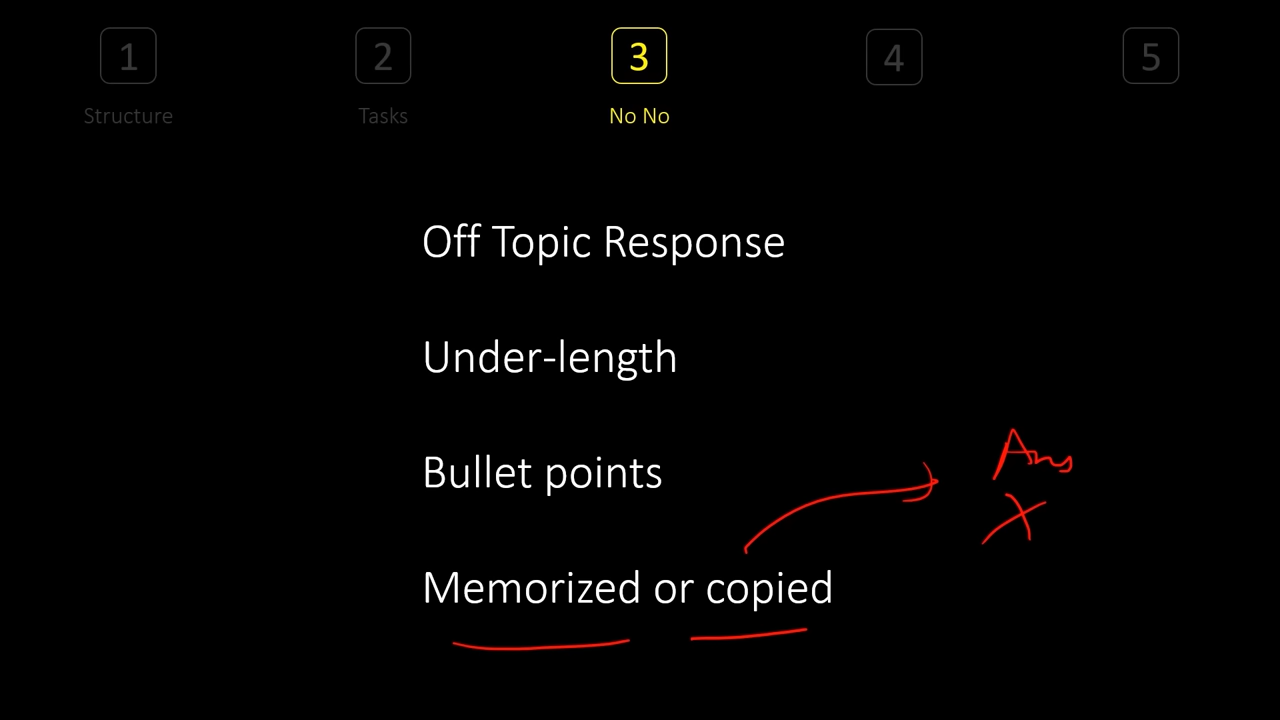 1 2 3 4 5
Structure Tasks No No
Off Topic Response
Under-length
Bullet points
Ans
X
Memorized or copied